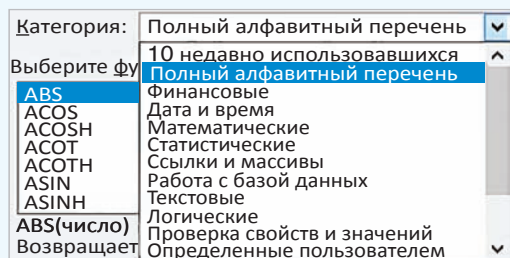 Категория: Полный алфавитный перечень
10 недавно использовавшихся
Выберите фу
Полный алфавитный перечень
Финансовые
Дата и время
Математические
Статистические
Ссылки и массивы
Работа с базой данных
Текстовые
Логические
Проверка свойств и значений
Определенные пользователем
ABS
ACOS
ACOSH
ACOT
ACOTH
ASIN
ASINH
ABS(число)
Возвращает